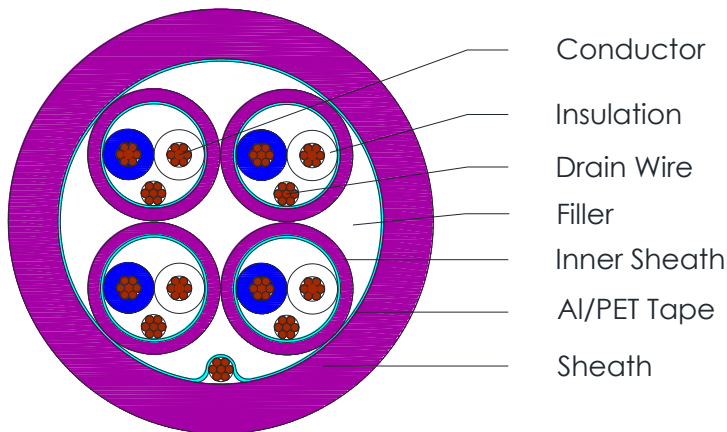 Conductor
Insulation
Drain Wire
Filler
Inner Sheath
Al/PET Tape
Sheath